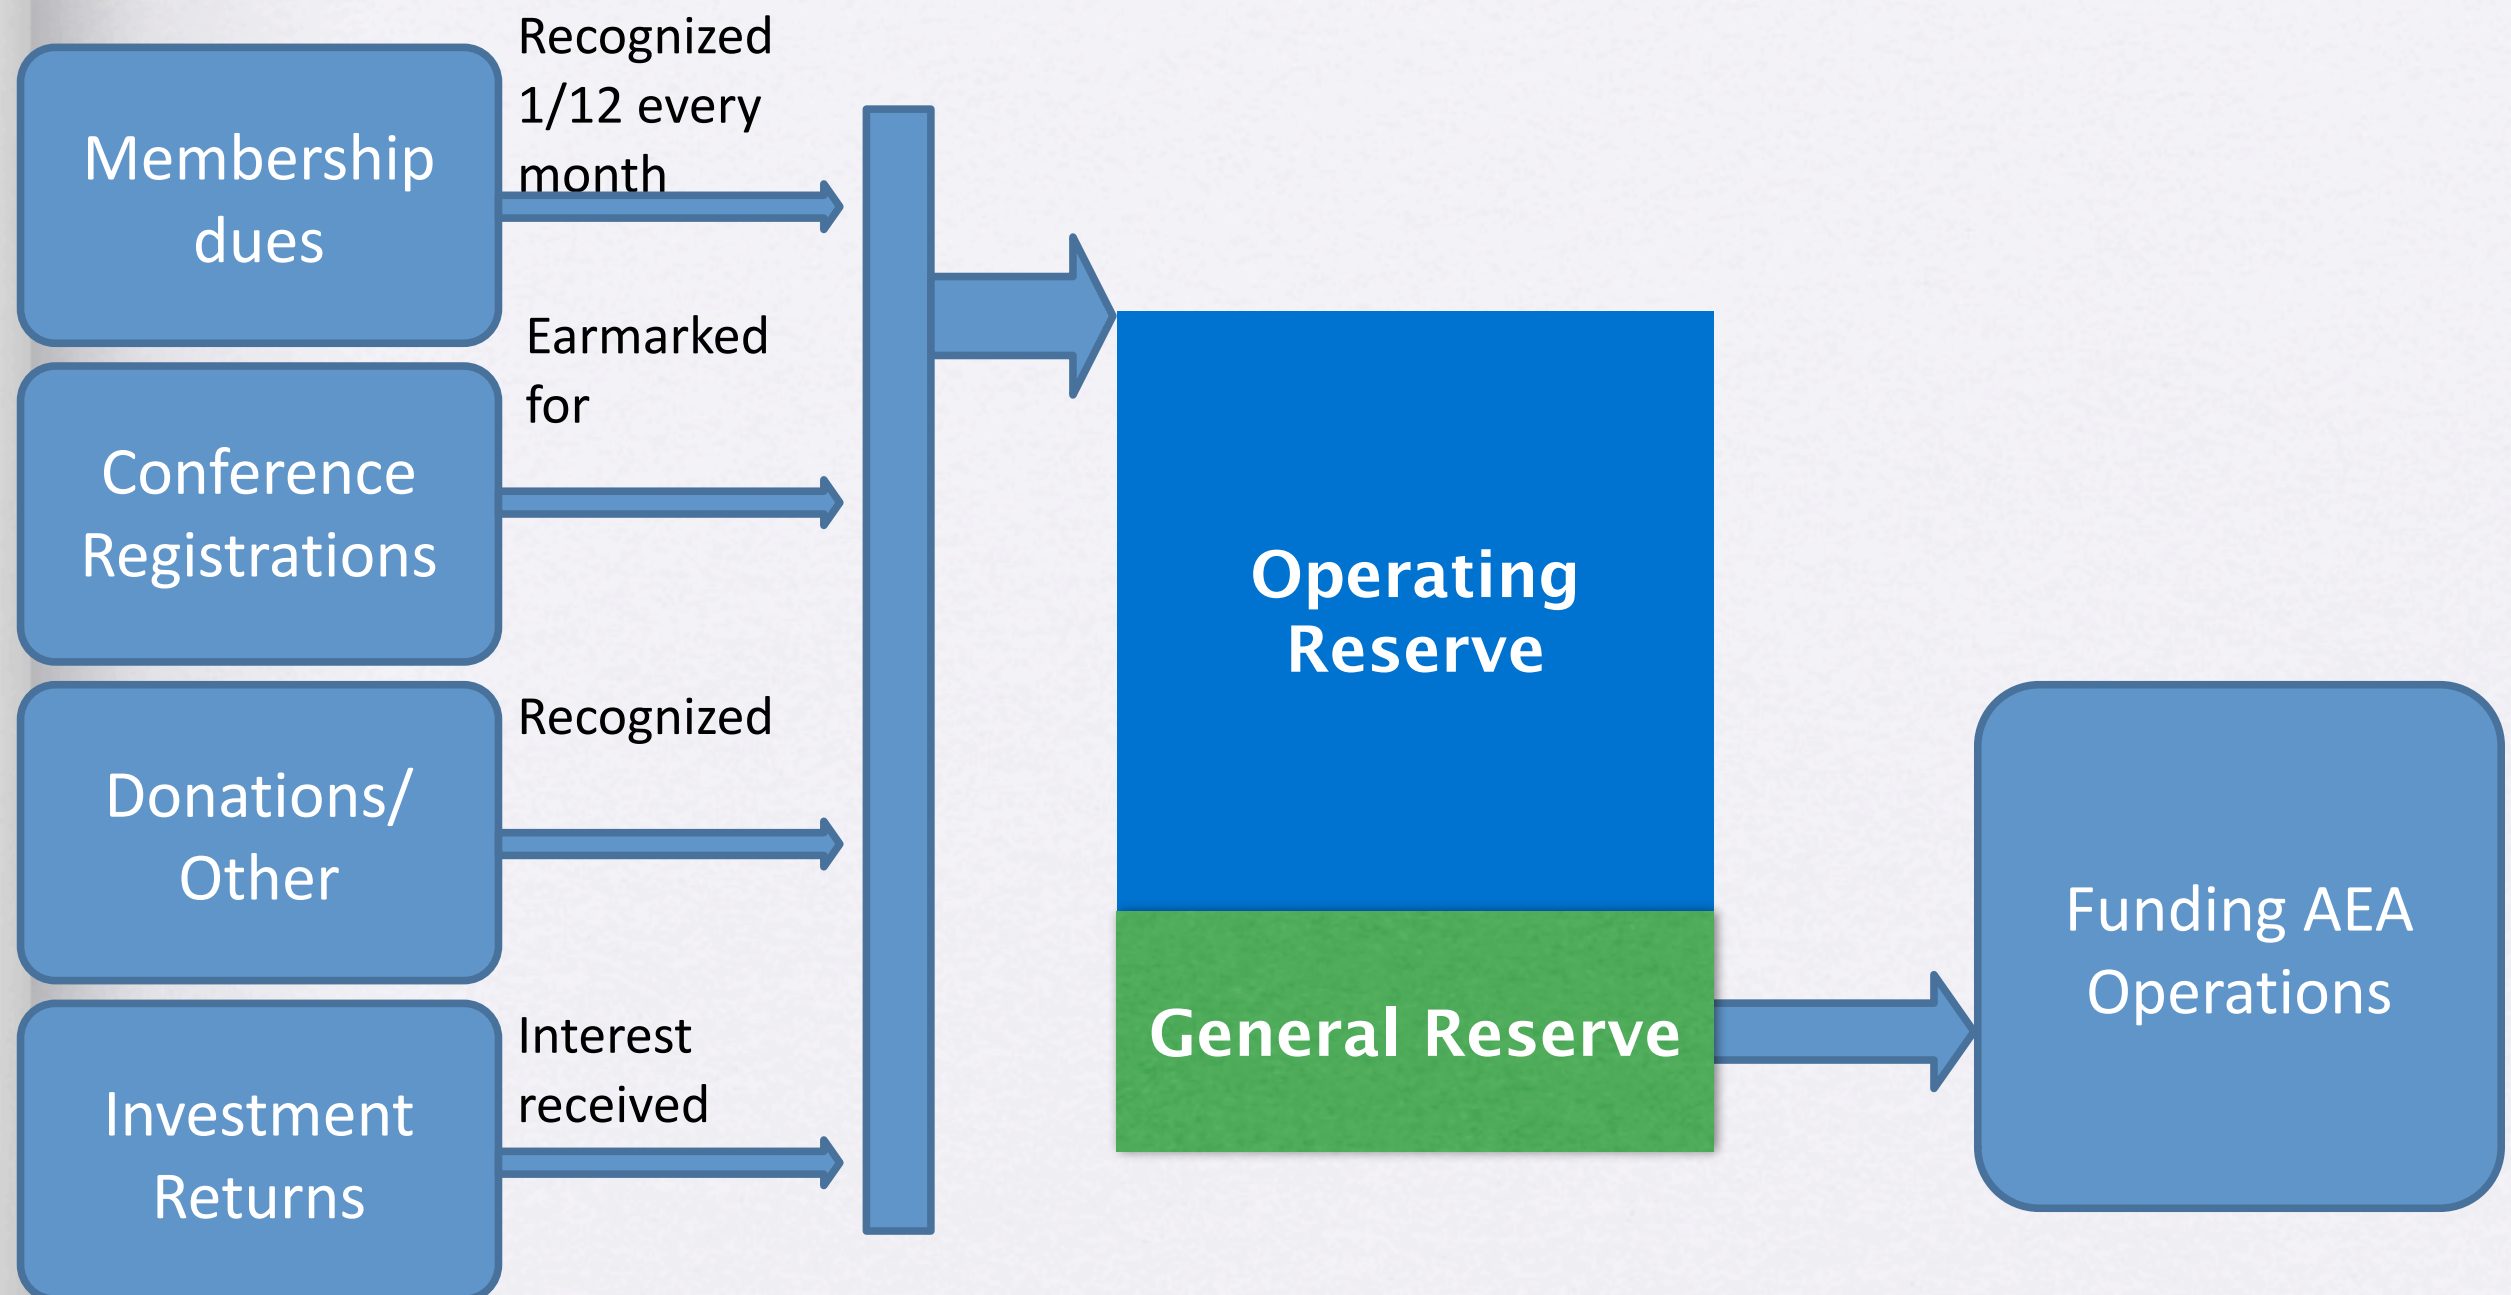 Recognized
1/12 every
month
Membership
dues
Earmarked
for
Conference
Registrations
Recognized
Donations/
Other
Interest
received
Investment
Returns
Operating
Reserve
General Reserve
Funding AEA
Operations